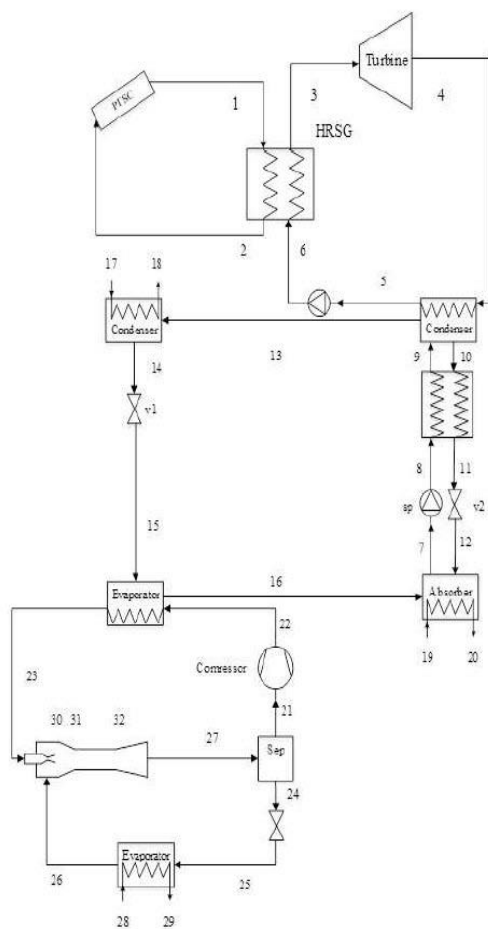 Turbine
PTSC
1
3
4
HRSG
2
6
5
17
18
Condenser
Condenser
13
9
10
14
v1
8
11
sp
v2
15
7
12
Evaporator
16
Absorber
22
19
20
23
Comressor
21
30
31
32
27
Sep
24
Evaporator
26
25
28
29